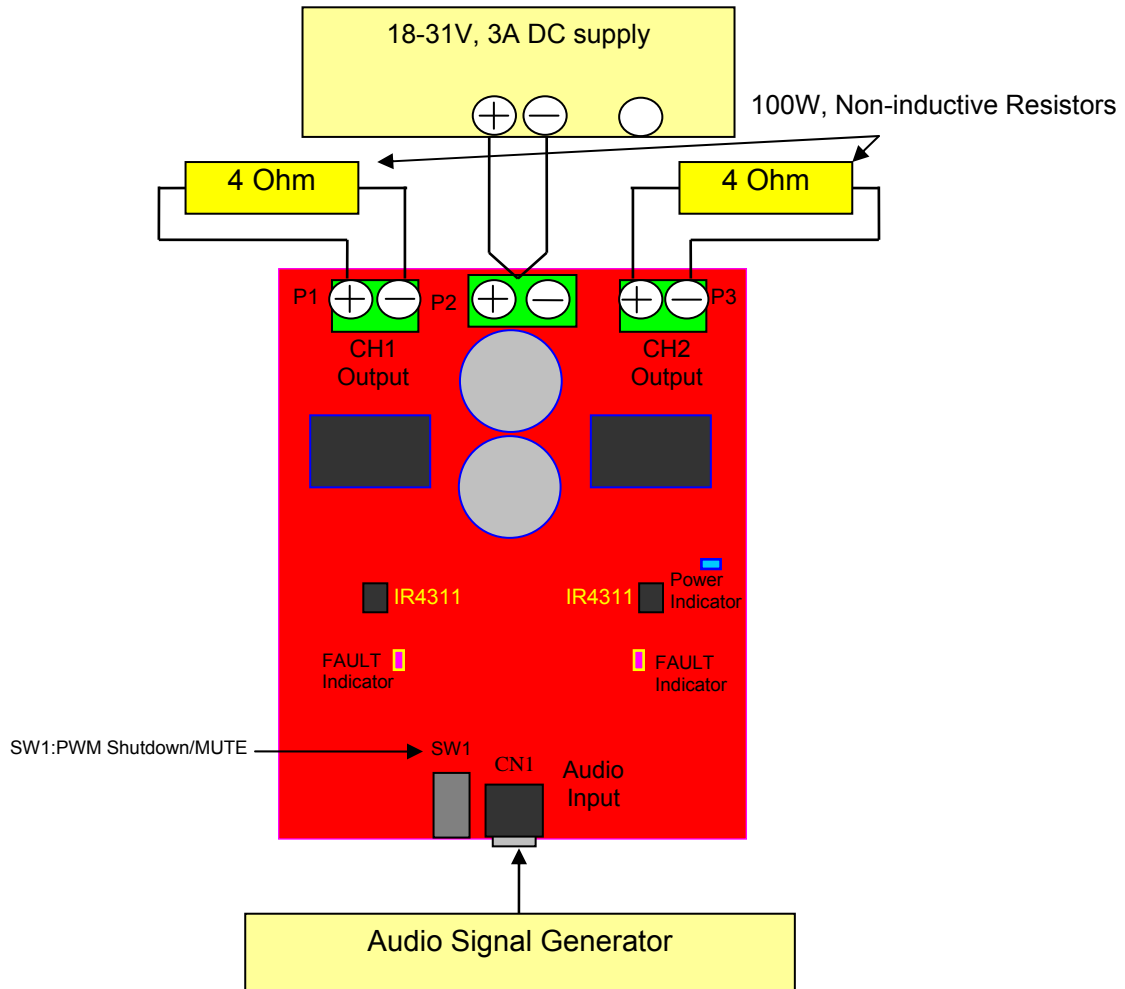 18-31V, 3A DC supply
100W, Non-inductive Resistors
4 Ohm
4 Ohm
P1
P2
P3
CH1
Output
CH2
Output
IR4311
IR4311
Power
Indicator
FAULT
Indicator
FAULT
Indicator
SW1:PWM Shutdown/MUTE
SW1
CN1
Audio
Input
Audio Signal Generator